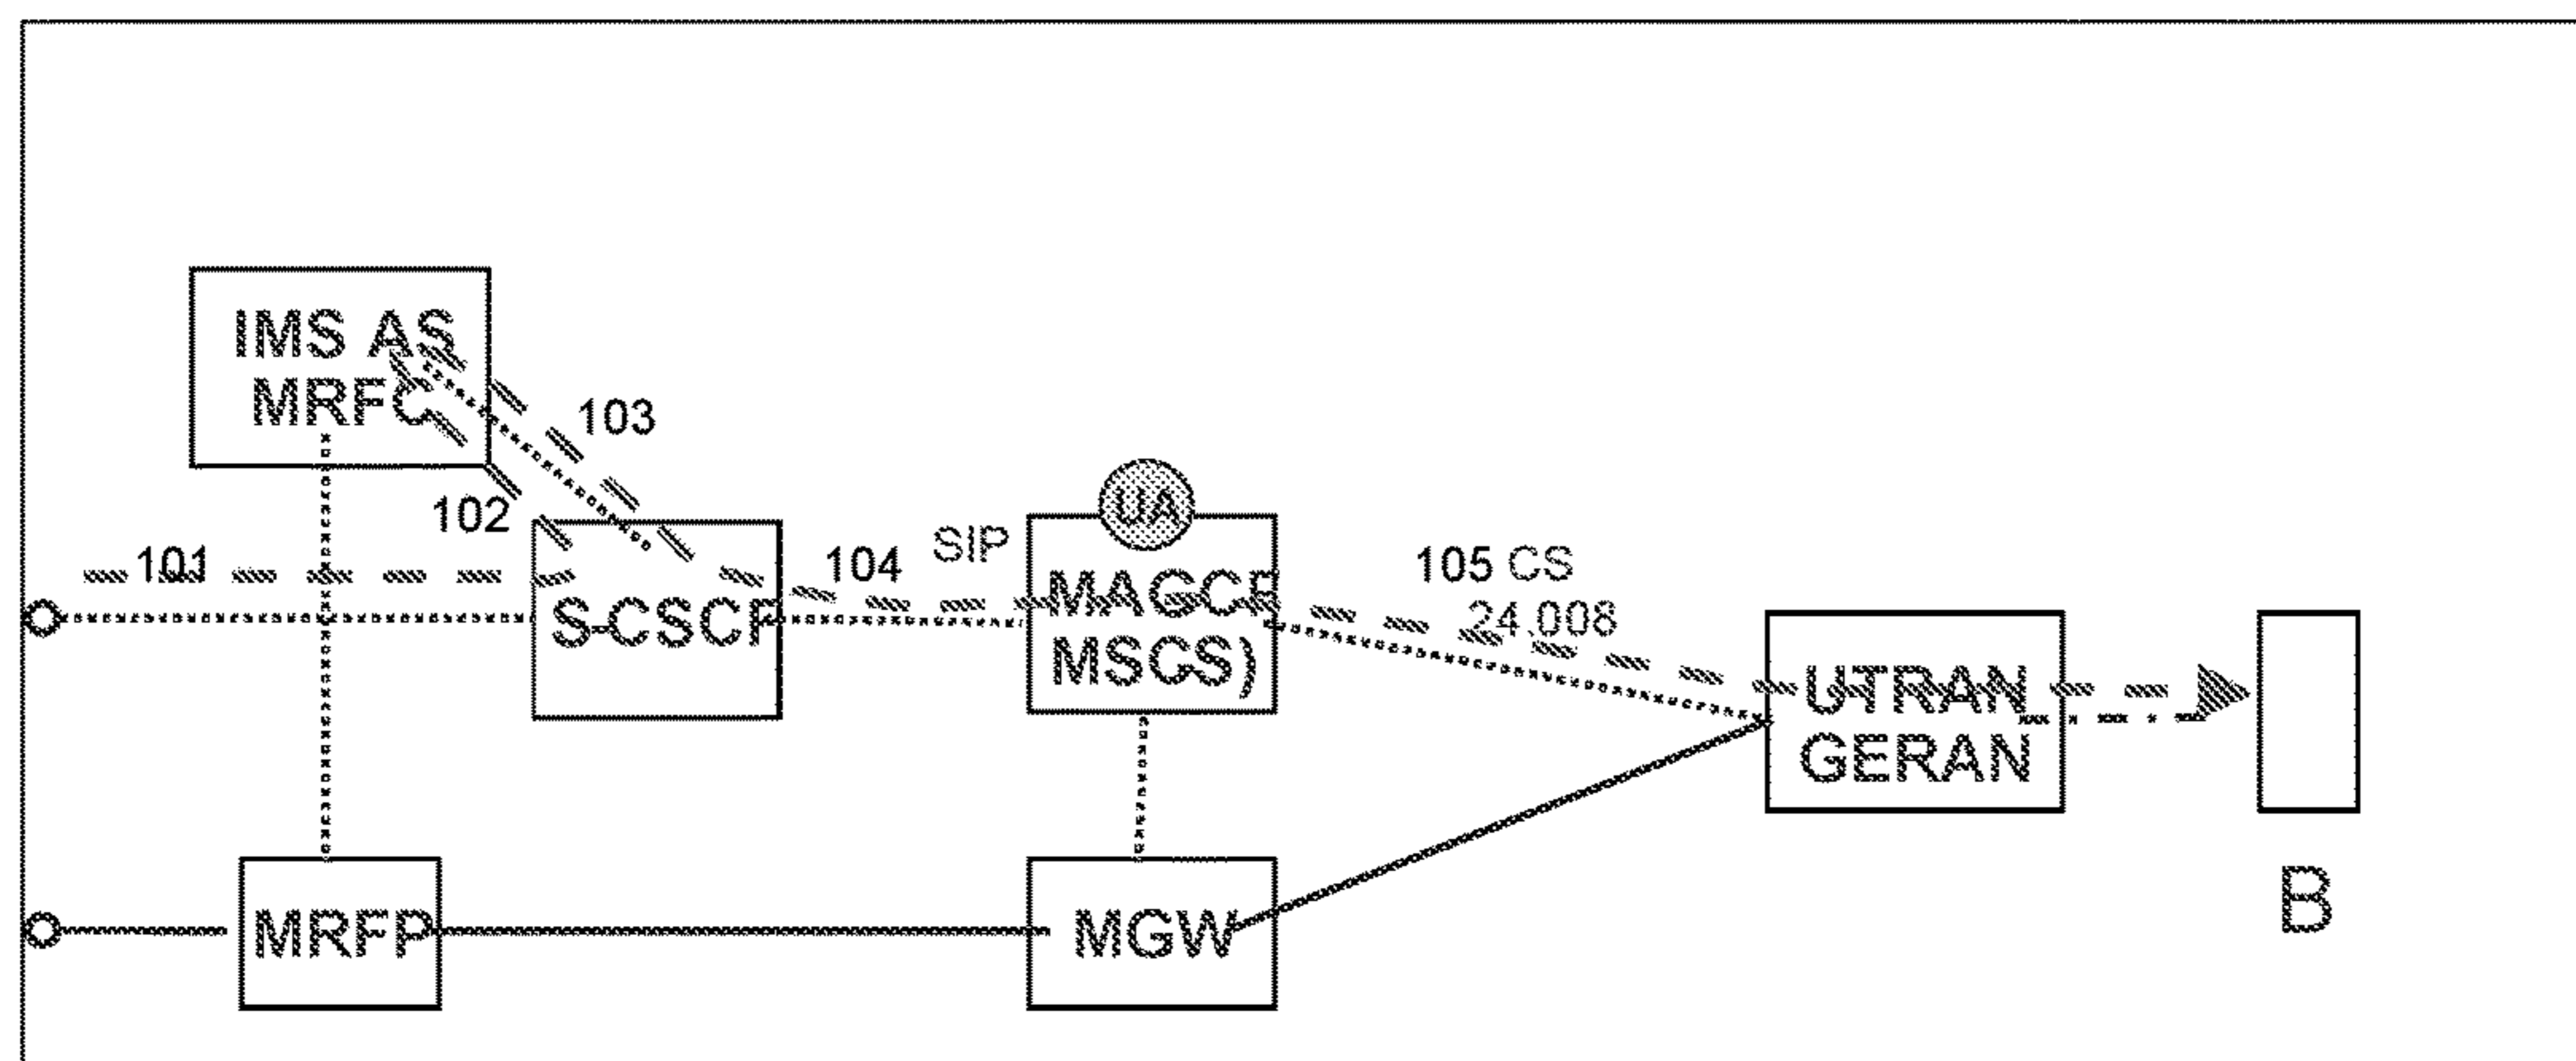 IMS AS
MRFC
103
102
101
S-CSCF
104
SIP
UA
MAGCF
MSCS)
105 CS
24.008
UTRAN
GERAN
B
MRFP
MGW